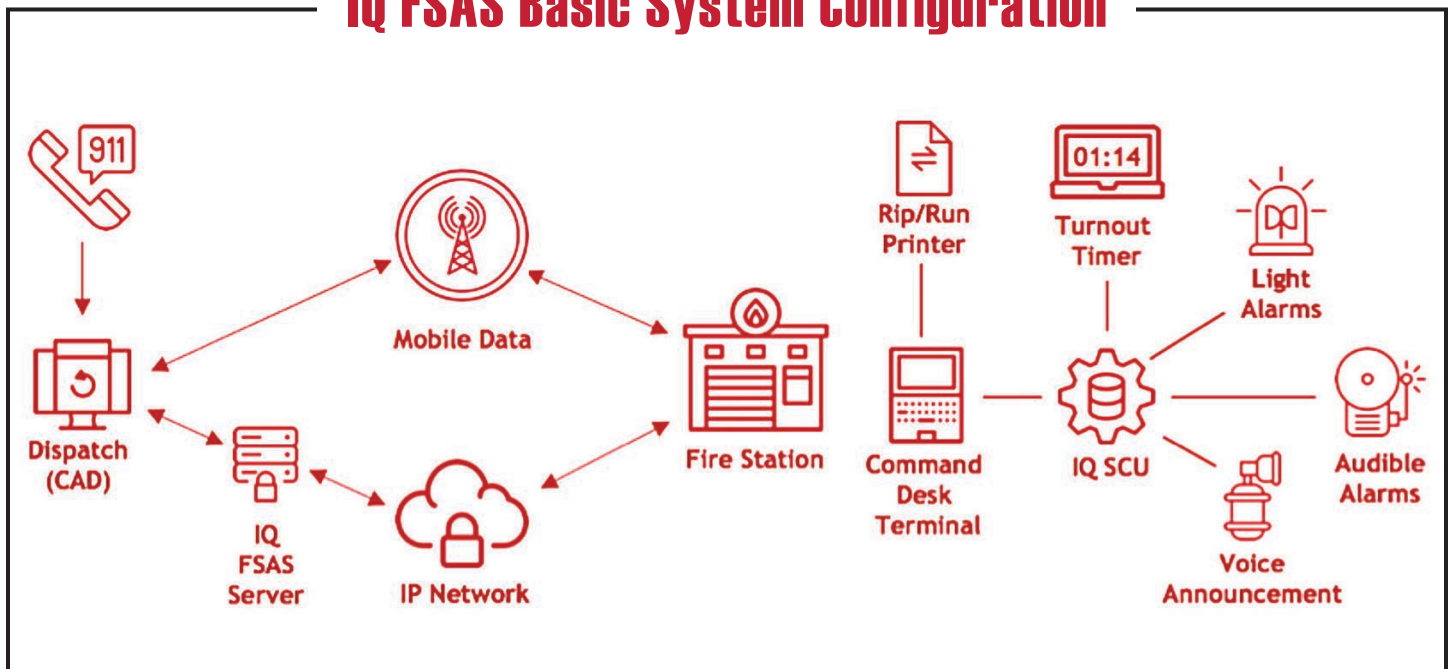 IQ FSAS Basic System Configuration
911
01:14
Rip/Run
Printer
Turnout
Timer
Light
Alarms
Mobile Data
Dispatch
(CAD)
Fire Station
Command
Desk
Terminal
IQ SCU
Audible
Alarms
IQ
FSAS
Server
IP Network
Voice
Announcement